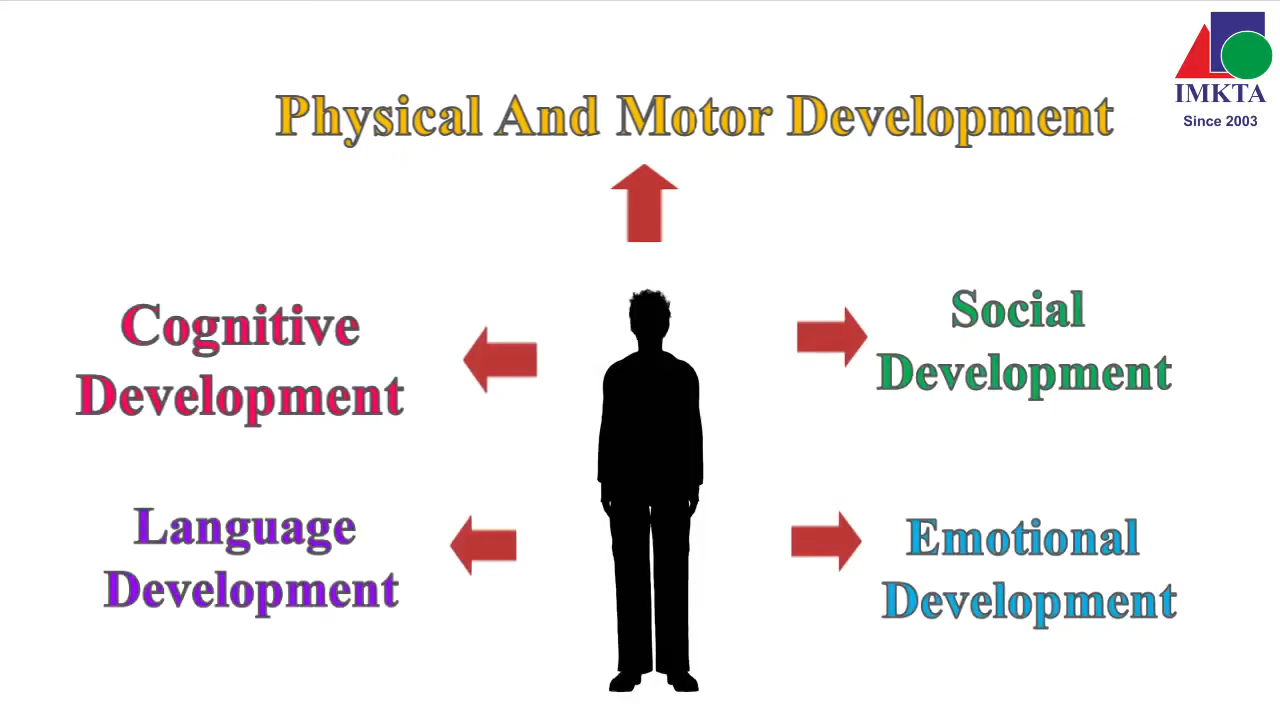 IMKTA
Since 2003
Physical And Motor Development
Cognitive
Development
Social
Development
Language
Development
Emotional
Development